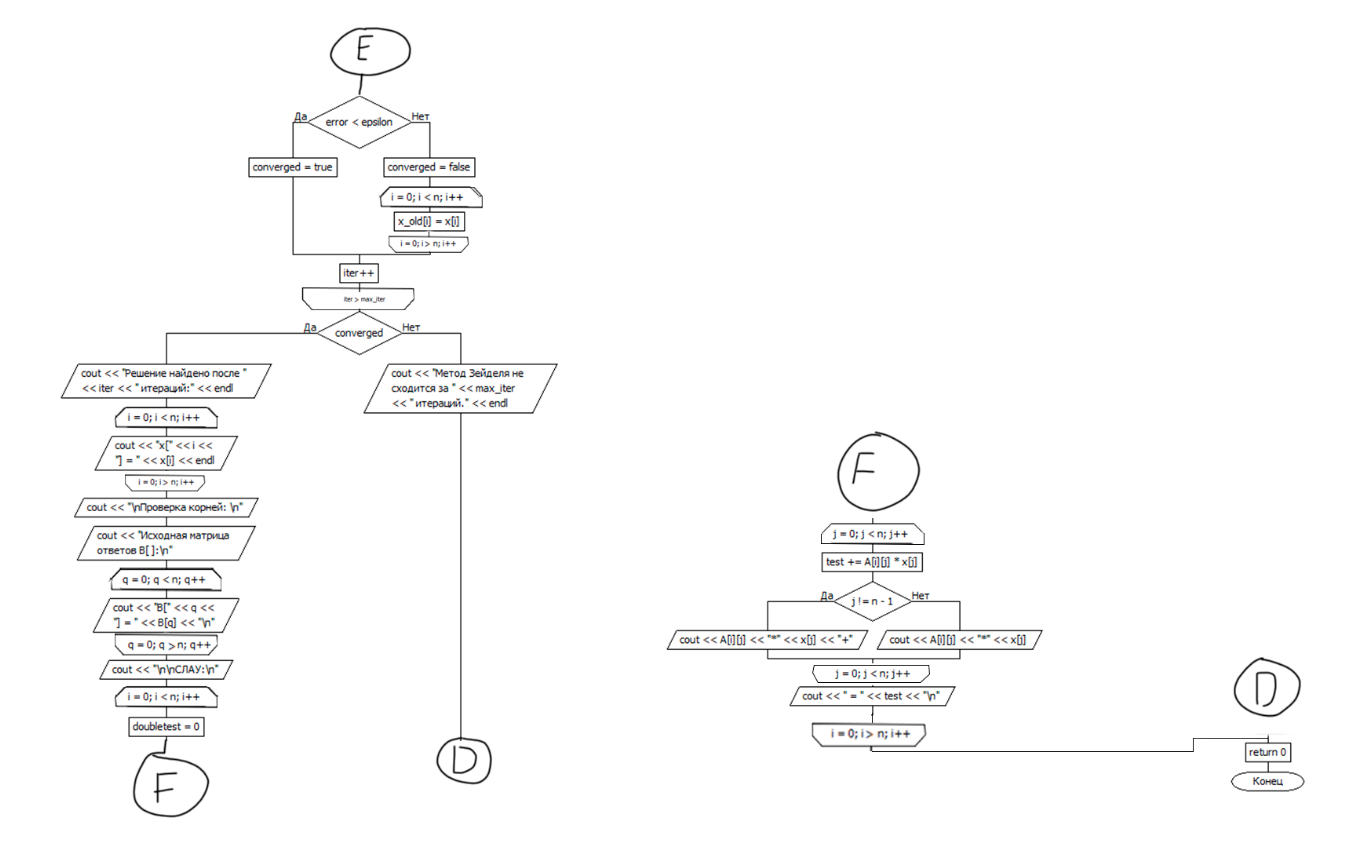 E
error < epsilon
Да
Нет
converged = true
converged = false
i = 0; i < n; i++
x_old[i] = x[i]
i = 0; i > n; i++
iter++
iter > max_iter
converged
Да
Нет
cout << "Решение найдено после "
<< iter << " итераций:" << endl
i = 0; i < n; i++
cout << "x[" << i <<
"] = " << x[i] << endl
i = 0; i > n; i++
cout << "\nПроверка корней: \n"
cout << "Исходная матрица
ответов B[ ]:\n"
q = 0; q < n; q++
cout << "B[" << q <<
"] = " << B[q] << "\n"
q = 0; q > n; q++
cout << "\n\nСЛАУ:\n"
i = 0; i < n; i++
doubletest = 0
F
cout << "Метод Зейделя не
сходится за " << max_iter
<< " итераций." << endl
D
F
j = 0; j < n; j++
test += A[i][j] * x[j]
j != n - 1
Да
Нет
cout << A[i][j] << "*" << x[j] << "+"
cout << A[i][j] << "*" << x[j]
j = 0; j < n; j++
cout << " = " << test << "\n"
i = 0; i > n; i++
D
return 0
Конец